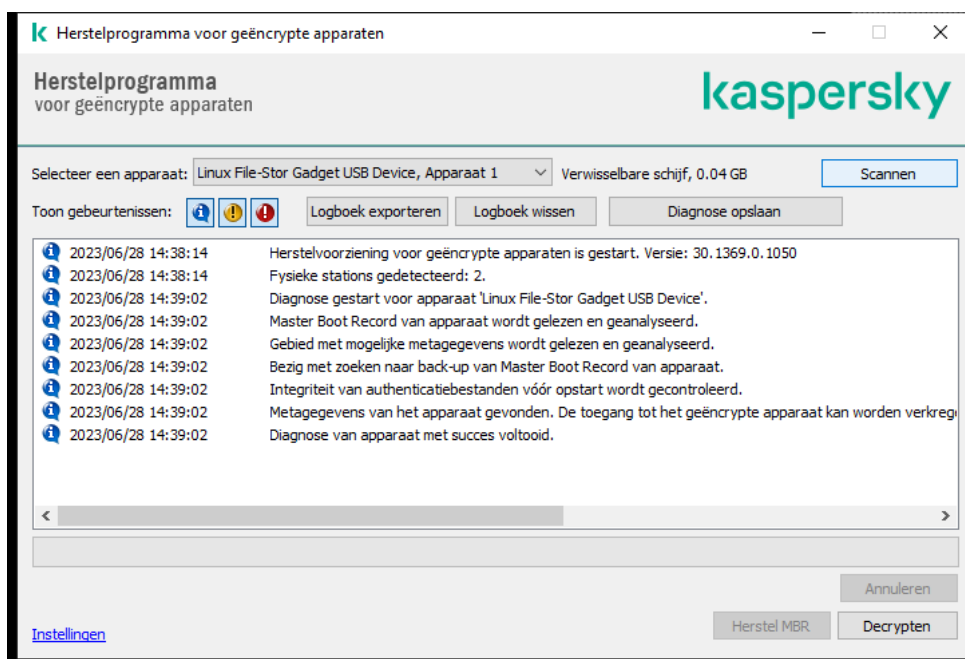 Herstelprogramma voor geëncrypte apparaten
Herstelprogramma
voor geëncrypte apparaten
kaspersky
Selecteer een apparaat: Linux File-Stor Gadget USB Device, Apparaat 1 Verwisselbare schijf, 0.04 GB Scannen
Toon gebeurtenissen: Logboek exporteren Logboek wissen Diagnose opslaan
2023/06/28 14:38:14 Herstelvoorziening voor geëncrypte apparaten is gestart. Versie: 30.1369.0.1050
2023/06/28 14:38:14 Fysieke stations gedetecteerd: 2.
2023/06/28 14:39:02 Diagnose gestart voor apparaat 'Linux File-Stor Gadget USB Device'.
2023/06/28 14:39:02 Master Boot Record van apparaat wordt gelezen en geanalyseerd.
2023/06/28 14:39:02 Gebied met mogelijke metagegevens wordt gelezen en geanalyseerd.
2023/06/28 14:39:02 Bezig met zoeken naar back-up van Master Boot Record van apparaat.
2023/06/28 14:39:02 Integriteit van authenticatiebestanden vóór opstart wordt gecontroleerd.
2023/06/28 14:39:02 Metagegevens van het apparaat gevonden. De toegang tot het geëncrypte apparaat kan worden verkreg
2023/06/28 14:39:02 Diagnose van apparaat met succes voltooid.
Annuleren
Instellingen Herstel MBR Decrypten